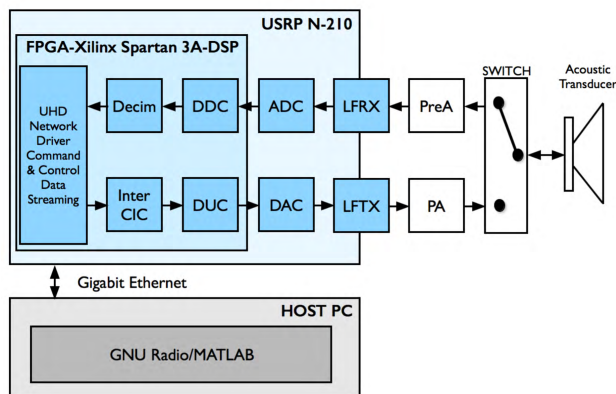 USRP N-210
FPGA-Xilinx Spartan 3A-DSP
UHD
Network
Driver
Command
& Control
Data
Streaming
Decim
DDC
ADC
LFRX
PreA
SWITCH
Acoustic
Transducer
Inter
CIC
DUC
DAC
LFTX
PA
Gigabit Ethernet
HOST PC
GNU Radio/MATLAB